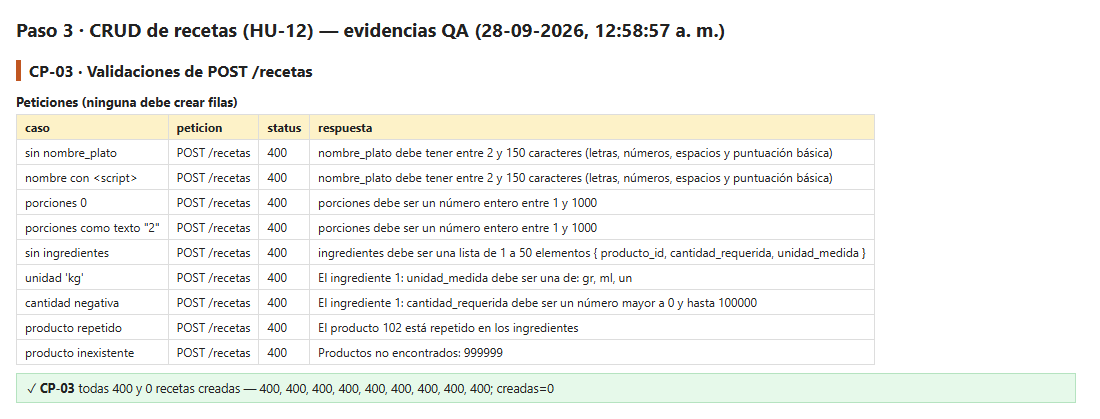 Paso 3 · CRUD de recetas (HU-12) — evidencias QA (28-09-2026, 12:58:57 a. m.)
CP-03 · Validaciones de POST /recetas
Peticiones (ninguna debe crear filas)
caso peticion status respuesta
sin nombre_plato POST /recetas 400 nombre_plato debe tener entre 2 y 150 caracteres (letras, números, espacios y puntuación básica)
nombre con <script> POST /recetas 400 nombre_plato debe tener entre 2 y 150 caracteres (letras, números, espacios y puntuación básica)
porciones 0 POST /recetas 400 porciones debe ser un número entero entre 1 y 1000
porciones como texto "2" POST /recetas 400 porciones debe ser un número entero entre 1 y 1000
sin ingredientes POST /recetas 400 ingredientes debe ser una lista de 1 a 50 elementos { producto_id, cantidad_requerida, unidad_medida }
unidad 'kg' POST /recetas 400 El ingrediente 1: unidad_medida debe ser una de: gr, ml, un
cantidad negativa POST /recetas 400 El ingrediente 1: cantidad_requerida debe ser un número mayor a 0 y hasta 100000
producto repetido POST /recetas 400 El producto 102 está repetido en los ingredientes
producto inexistente POST /recetas 400 Productos no encontrados: 999999
✓ CP-03 todas 400 y 0 recetas creadas — 400, 400, 400, 400, 400, 400, 400, 400, 400; creadas=0